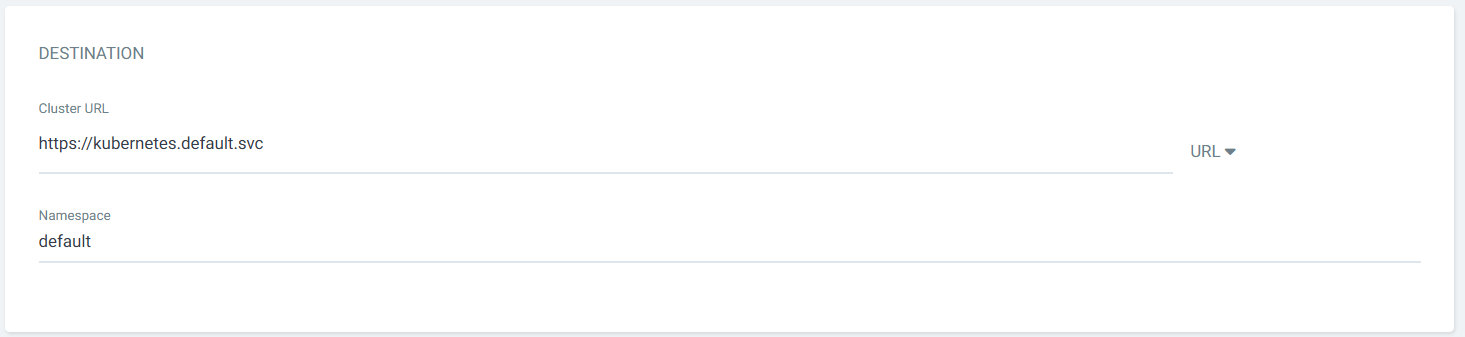 DESTINATION
Cluster URL
https://kubernetes.default.svc
URL
Namespace
default